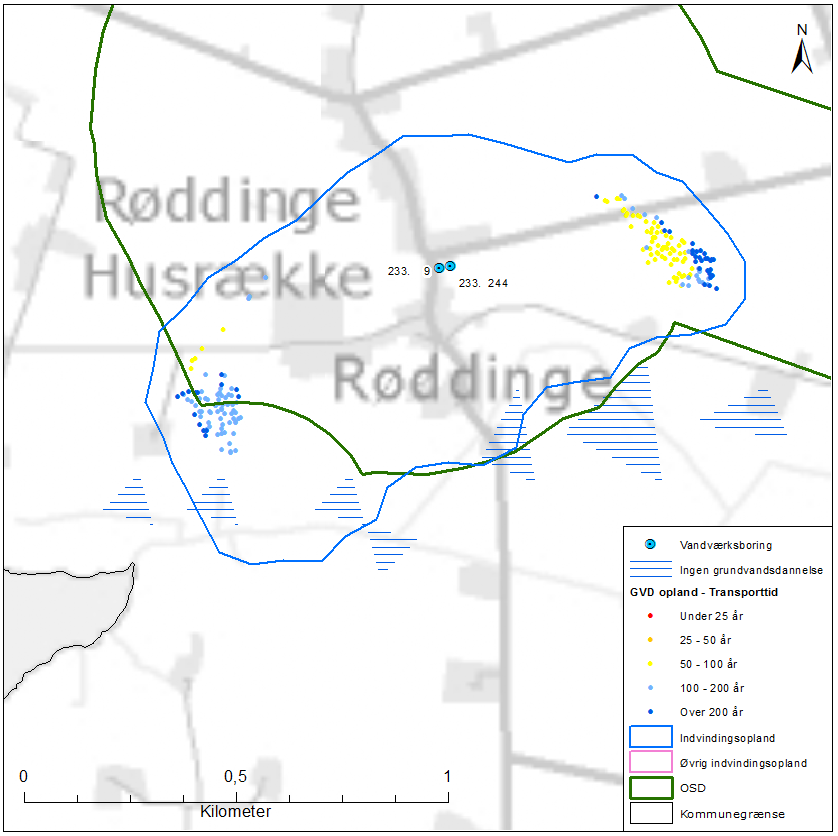 N
Røddinge
Husrække
233. 9
233. 244
Røddinge
Vandværksboring
Ingen grundvandsdannelse
GVD opland - Transporttid
Under 25 år
25 - 50 år
50 - 100 år
100 - 200 år
Over 200 år
Indvindingsopland
Øvrig indvindingsopland
OSD
Kommunegrænse
0 0,5 1
Kilometer